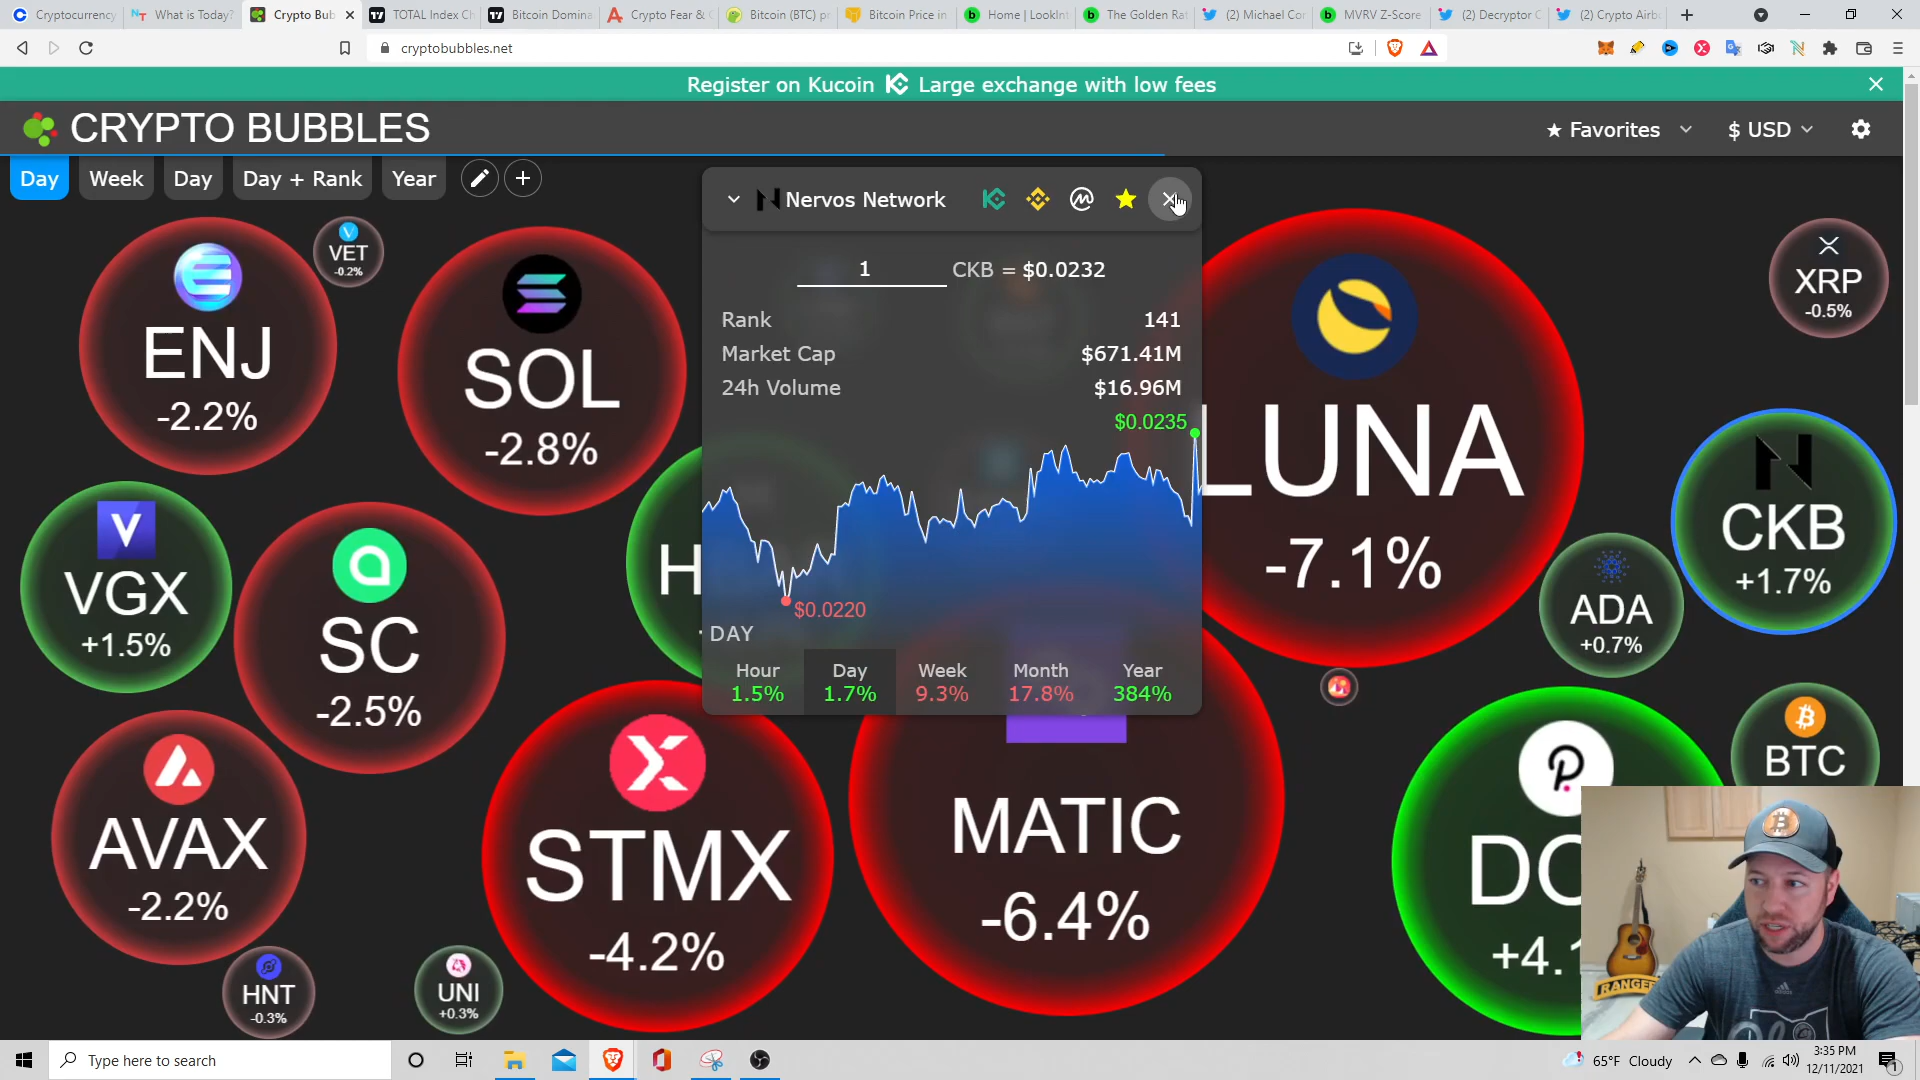 Cryptocurrency
What is Today?
Crypto Bub
TOTAL Index Ch
Bitcoin Domina
Crypto Fear & G
Bitcoin (BTC) pr
Bitcoin Price in
Home | LookInt
The Golden Rat
(2) Michael Cor
MVRV Z-Score
(2) Decryptor C
(2) Crypto Airb
cryptobubbles.net
Register on Kucoin Large exchange with low fees
CRYPTO BUBBLES
Favorites
$ USD
Day
Week
Day
Day + Rank
Year
Nervos Network
1 CKB = $0.0232
Rank 141
Market Cap $671.41M
24h Volume $16.96M
$0.0235
$0.0220
DAY
Hour Day Week Month Year
1.5% 1.7% 9.3% 17.8% 384%
ENJ
-2.2%
VET
-0.2%
SOL
-2.8%
LUNA
-7.1%
XRP
-0.5%
VGX
+1.5%
SC
-2.5%
H
CKB
+1.7%
ADA
+0.7%
AVAX
-2.2%
STMX
-4.2%
MATIC
-6.4%
DO
+4.1
BTC
HNT
-0.3%
UNI
+0.3%
RANGER
Type here to search
65°F Cloudy
3:35 PM
12/11/2021
1